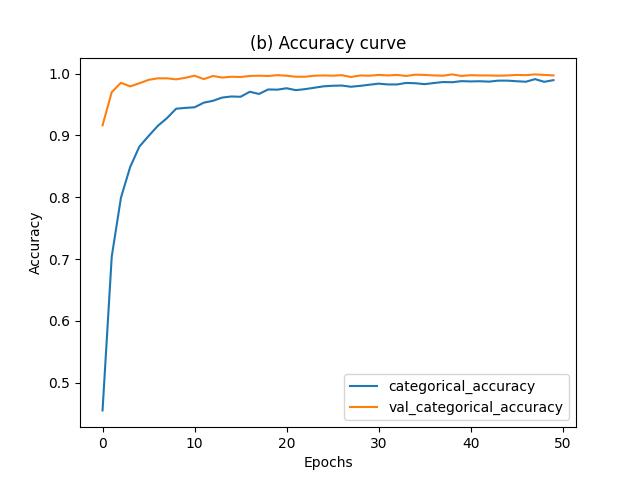 (b) Accuracy curve
1.0
0.9
0.8
0.7
0.6
0.5
Accuracy
categorical_accuracy
val_categorical_accuracy
0 10 20 30 40 50
Epochs